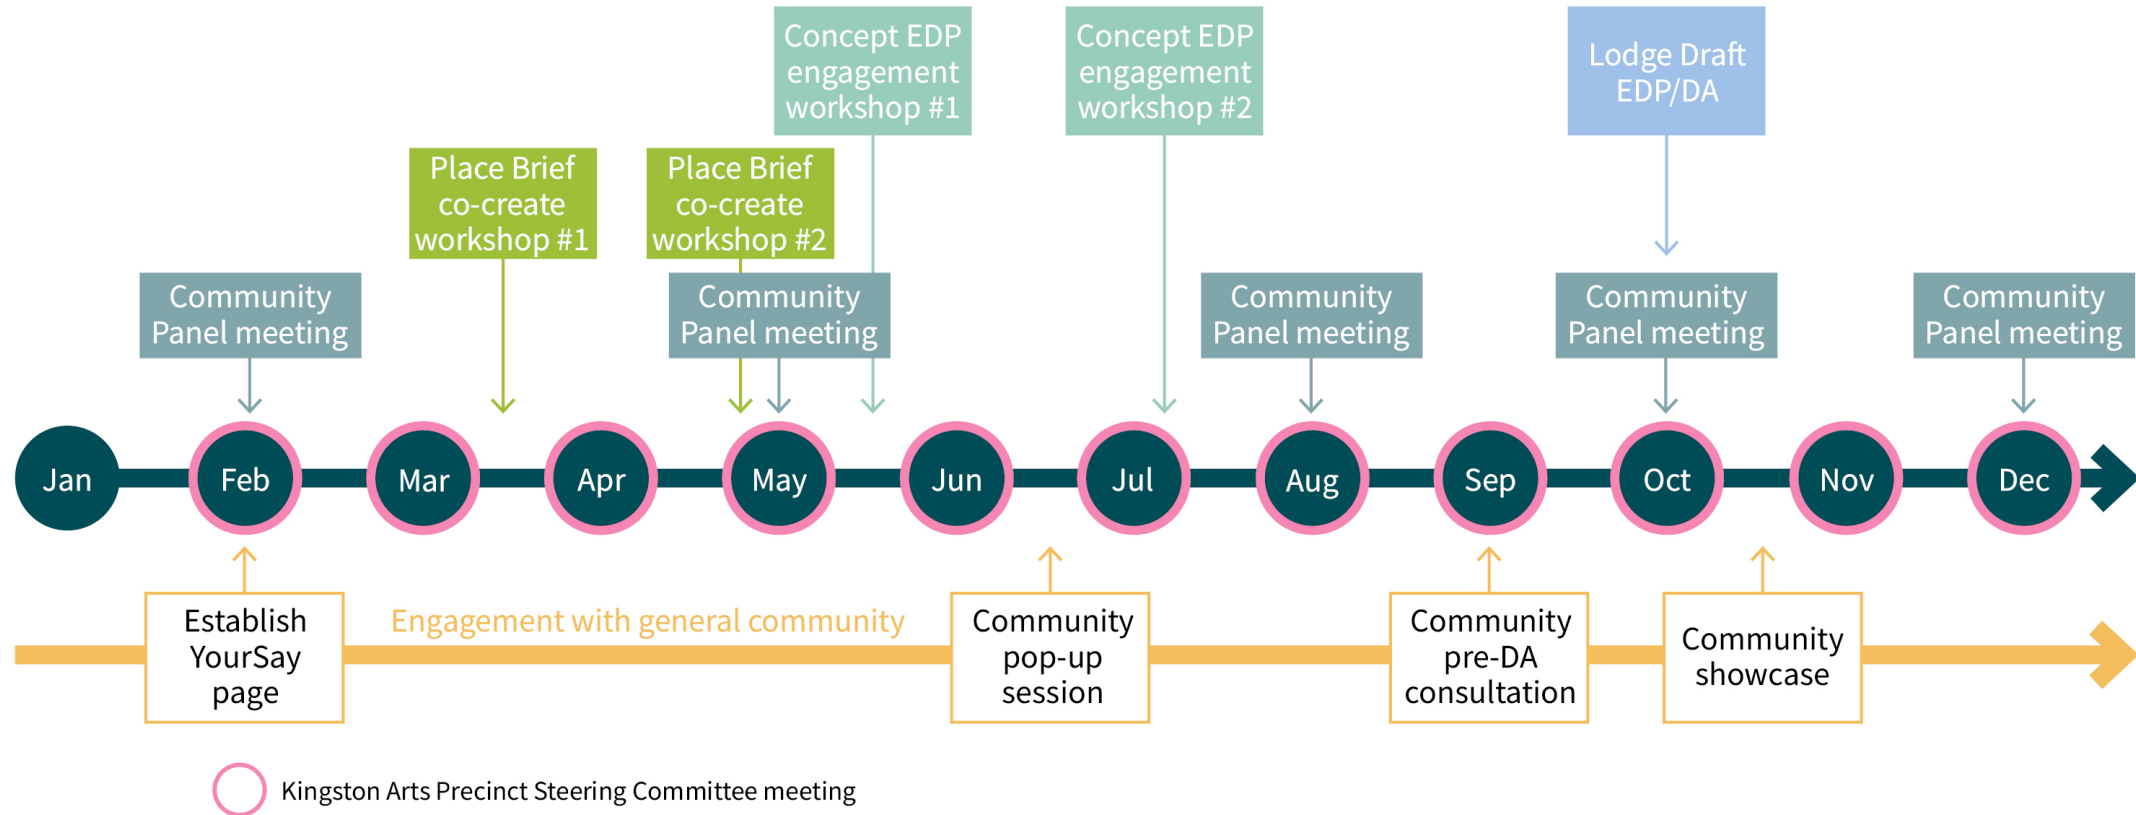 Concept EDP
engagement
workshop #1
Concept EDP
engagement
workshop #2
Lodge Draft
EDP/DA
Place Brief
co-create
workshop #1
Place Brief
co-create
workshop #2
Community
Panel meeting
Community
Panel meeting
Community
Panel meeting
Community
Panel meeting
Community
Panel meeting
Jan
Feb
Mar
Apr
May
Jun
Jul
Aug
Sep
Oct
Nov
Dec
Establish
YourSay
page
Engagement with general community
Community
pop-up
session
Community
pre-DA
consultation
Community
showcase
Kingston Arts Precinct Steering Committee meeting